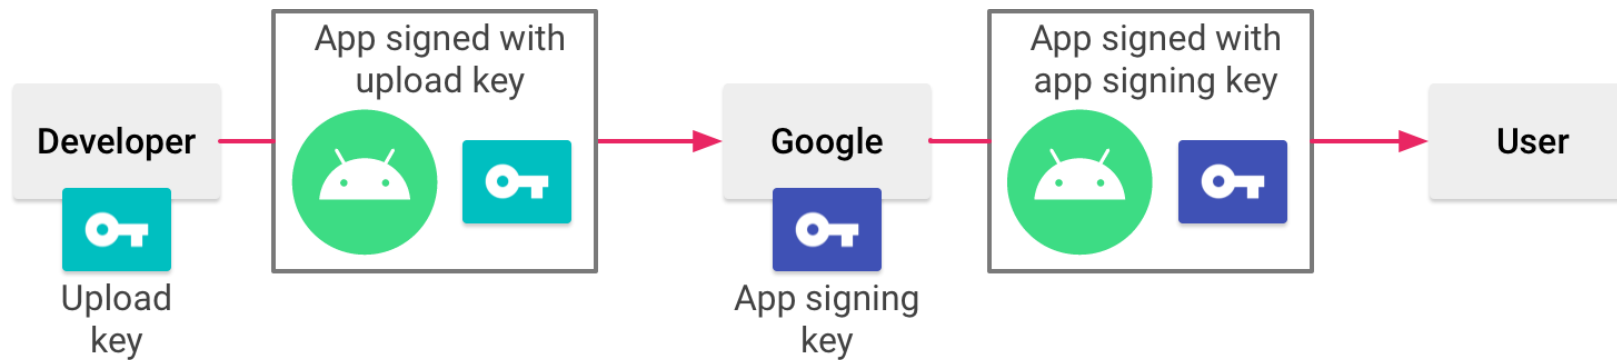 Developer
Upload
key
App signed with
upload key
Google
App signing
key
App signed with
app signing key
User